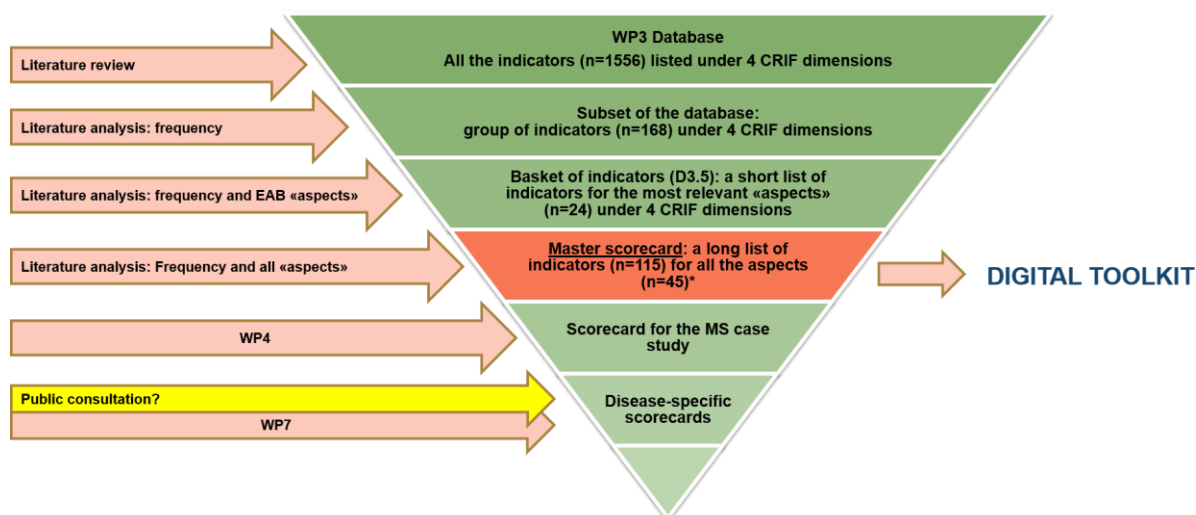 WP3 Database
All the indicators (n=1556) listed under 4 CRIF dimensions
Literature review
Subset of the database:
group of indicators (n=168) under 4 CRIF dimensions
Literature analysis: frequency
Basket of indicators (D3.5): a short list of
indicators for the most relevant «aspects»
(n=24) under 4 CRIF dimensions
Literature analysis: frequency and EAB «aspects»
Master scorecard: a long list of
indicators (n=115) for all the aspects
(n=45)*
Literature analysis: Frequency and all «aspects»
DIGITAL TOOLKIT
Scorecard for the MS case
study
WP4
Public consultation?
Disease-specific
scorecards
WP7